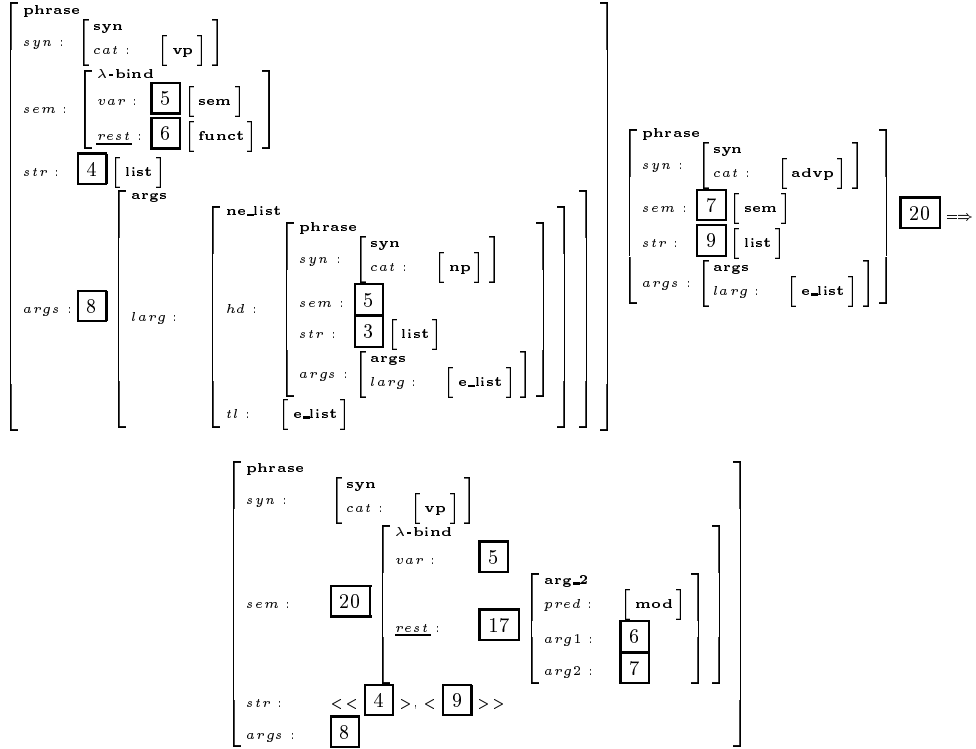 phrase
syn :
syn
cat : vp
sem :
λ-bind
var : 5 sem
rest : 6 funct
str : 4 list
args : 8
args
larg :
ne_list
hd :
phrase
syn :
syn
cat : np
sem : 5
str : 3 list
args :
args
larg : e_list
tl : e_list
phrase
syn :
syn
cat : advp
sem : 7 sem
str : 9 list
args :
args
larg : e_list
20 ⟹
phrase
syn :
syn
cat : vp
sem : 20
λ-bind
var : 5
rest : 17
arg_2
pred : mod
arg1 : 6
arg2 : 7
str : < < 4 >, < 9 > >
args : 8